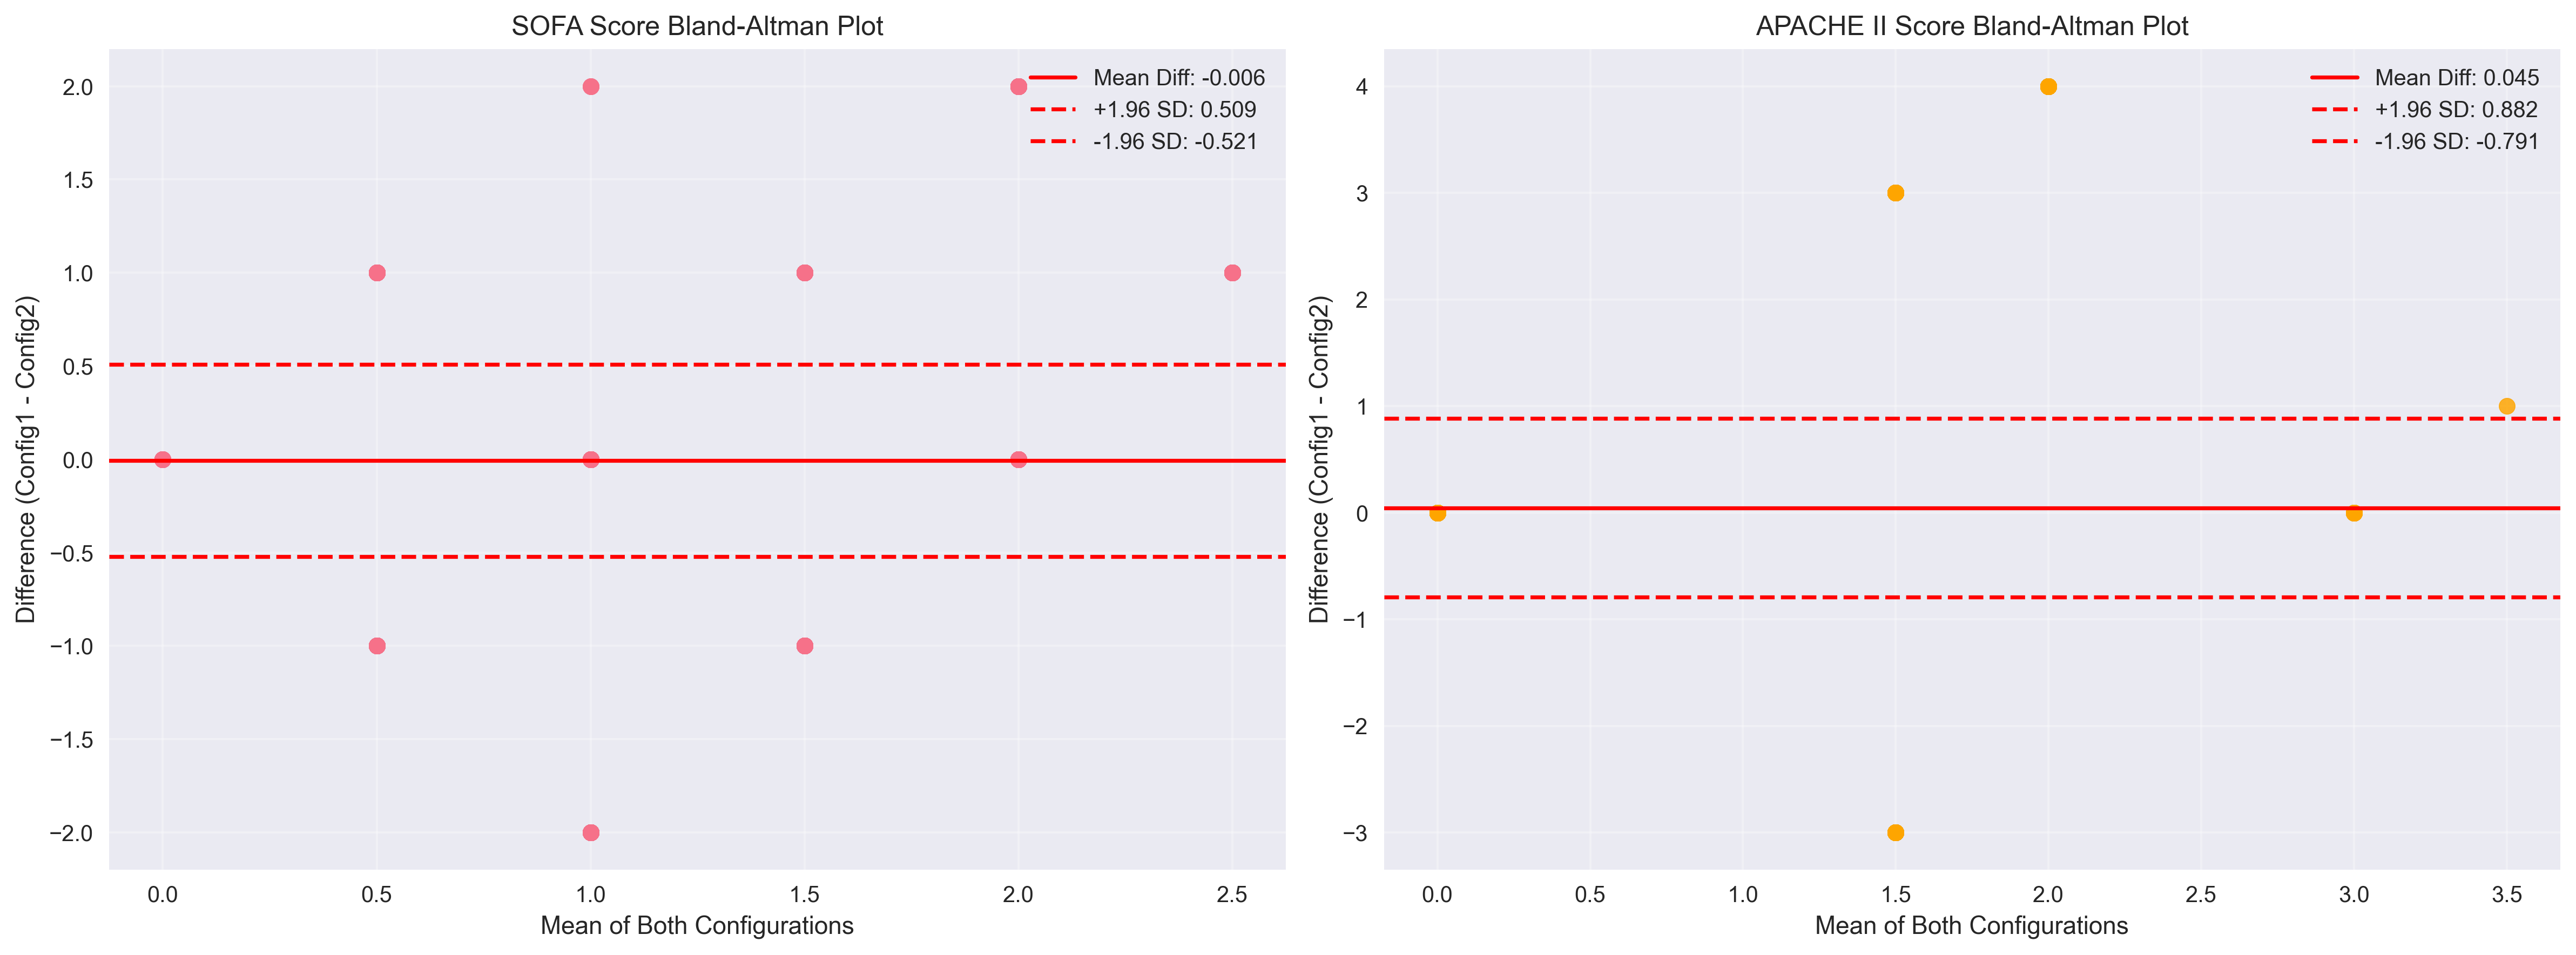 SOFA Score Bland-Altman Plot
Mean Diff: -0.006
+1.96 SD: 0.509
-1.96 SD: -0.521
Difference (Config1 - Config2)
2.0
1.5
1.0
0.5
0.0
−0.5
−1.0
−1.5
−2.0
0.0 0.5 1.0 1.5 2.0 2.5
Mean of Both Configurations
APACHE II Score Bland-Altman Plot
Mean Diff: 0.045
+1.96 SD: 0.882
-1.96 SD: -0.791
Difference (Config1 - Config2)
4
3
2
1
0
−1
−2
−3
0.0 0.5 1.0 1.5 2.0 2.5 3.0 3.5
Mean of Both Configurations